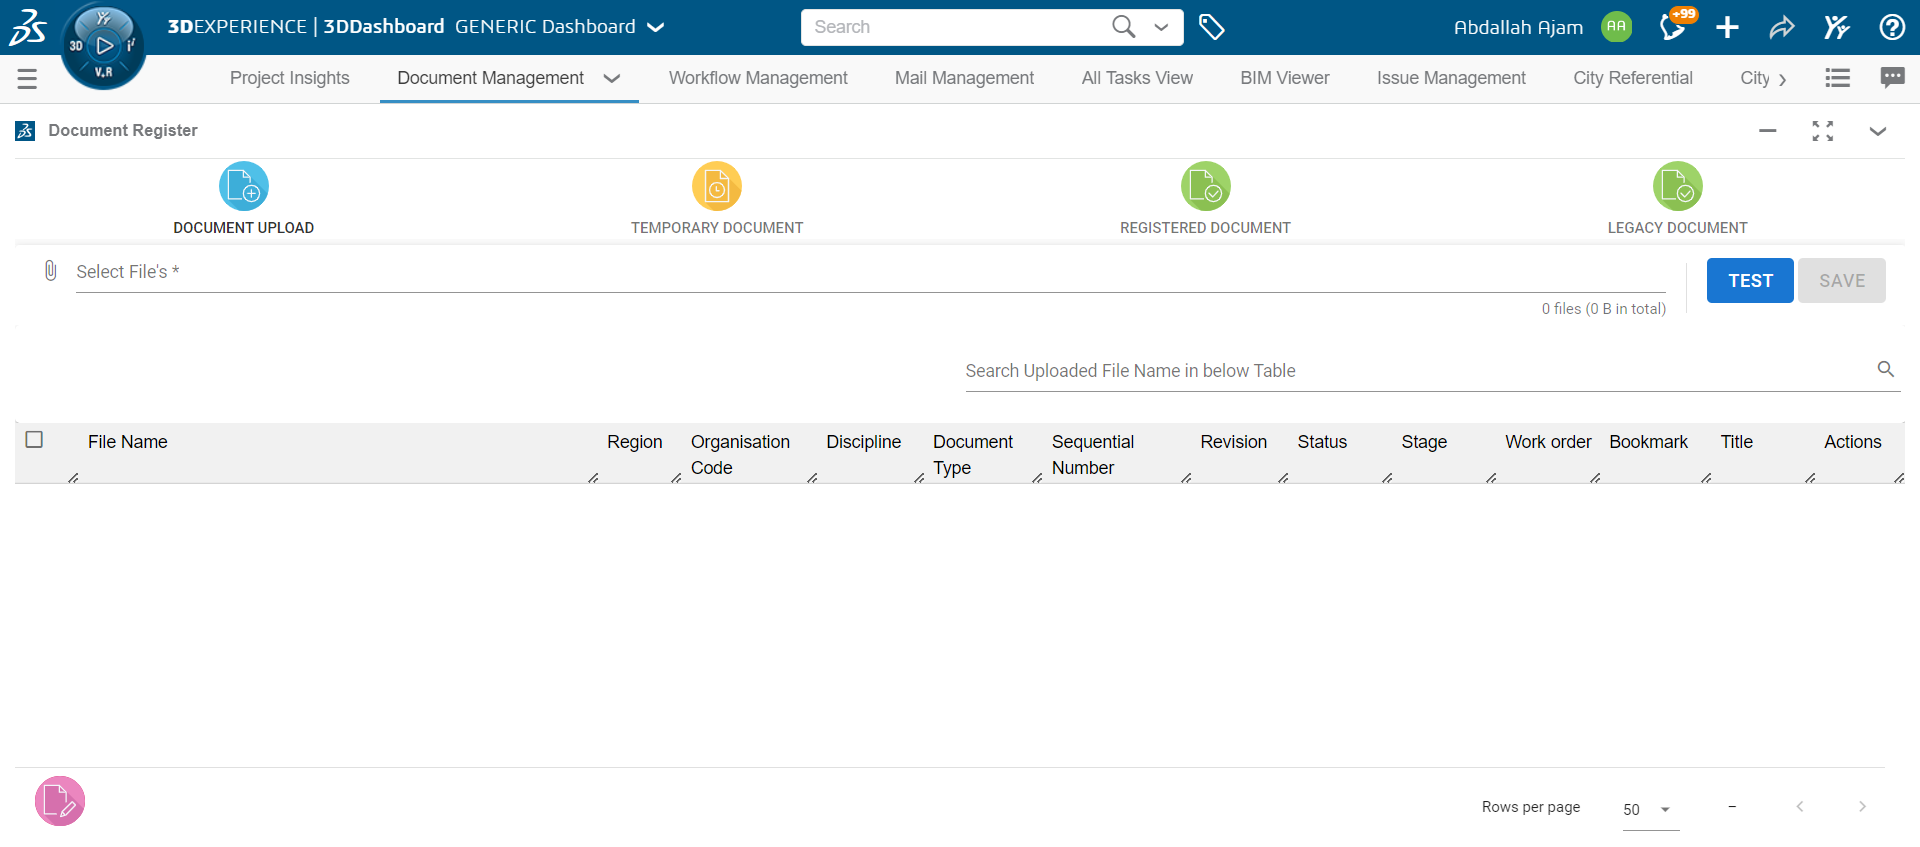 3DEXPERIENCE | 3DDashboard GENERIC Dashboard
Search
Abdallah Ajam AA +99
3D V.R i²
Project Insights Document Management Workflow Management Mail Management All Tasks View BIM Viewer Issue Management City Referential City
Document Register
DOCUMENT UPLOAD TEMPORARY DOCUMENT REGISTERED DOCUMENT LEGACY DOCUMENT
Select File's *
TEST SAVE
0 files (0 B in total)
Search Uploaded File Name in below Table
File Name Region Organisation Code Discipline Document Type Sequential Number Revision Status Stage Work order Bookmark Title Actions
Rows per page 50 –